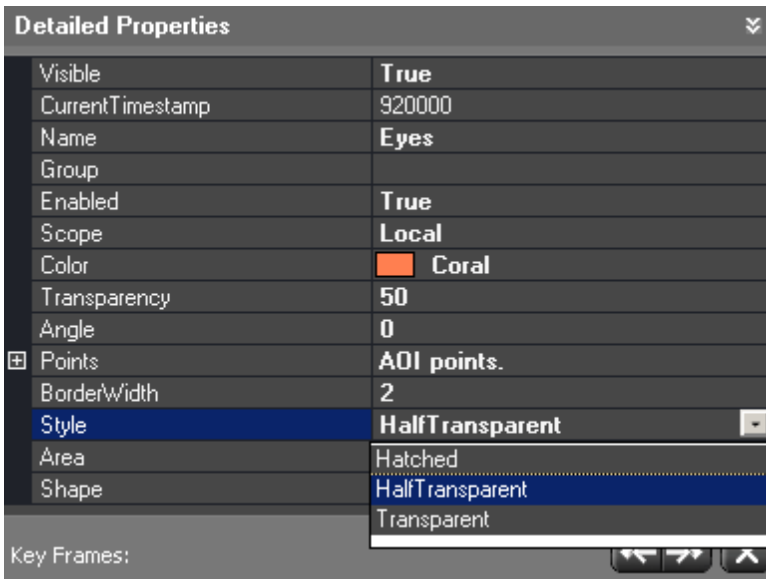 Detailed Properties
Visible True
CurrentTimestamp 920000
Name Eyes
Group
Enabled True
Scope Local
Color Coral
Transparency 50
Angle 0
Points AOI points.
BorderWidth 2
Style HalfTransparent
Area Hatched
Shape HalfTransparent
Transparent
Key Frames: